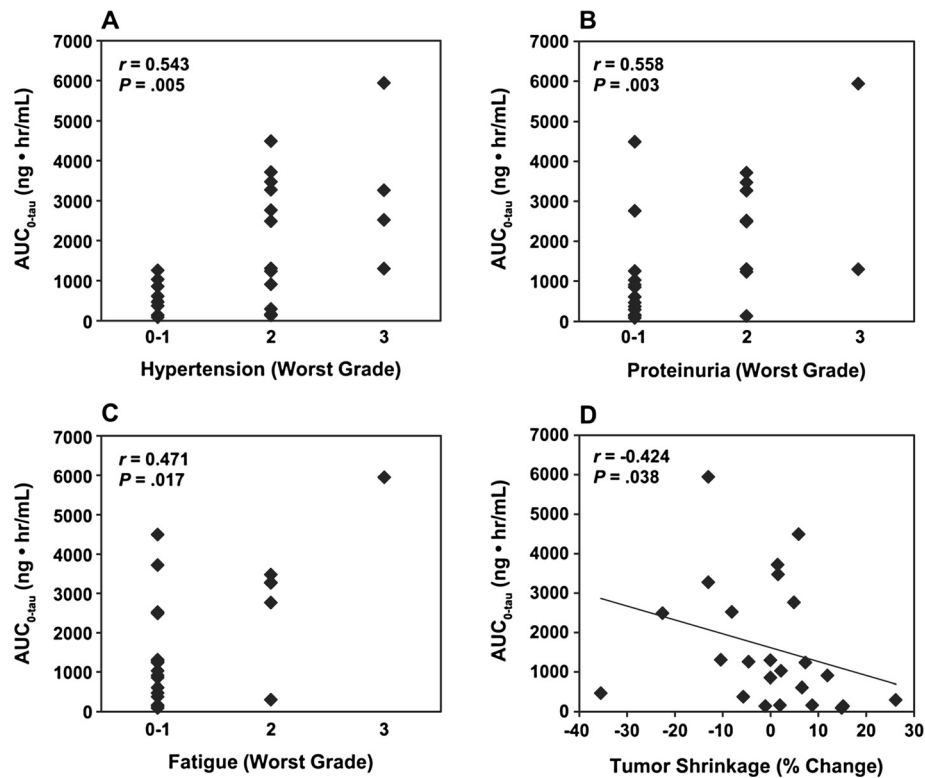 A
7000
6000
5000
4000
3000
2000
1000
0
AUC0-tau (ng • hr/mL)
r = 0.543
P = .005
0-1 2 3
Hypertension (Worst Grade)
B
7000
6000
5000
4000
3000
2000
1000
0
AUC0-tau (ng • hr/mL)
r = 0.558
P = .003
0-1 2 3
Proteinuria (Worst Grade)
C
7000
6000
5000
4000
3000
2000
1000
0
AUC0-tau (ng • hr/mL)
r = 0.471
P = .017
0-1 2 3
Fatigue (Worst Grade)
D
7000
6000
5000
4000
3000
2000
1000
0
AUC0-tau (ng • hr/mL)
r = -0.424
P = .038
-40 -30 -20 -10 0 10 20 30
Tumor Shrinkage (% Change)